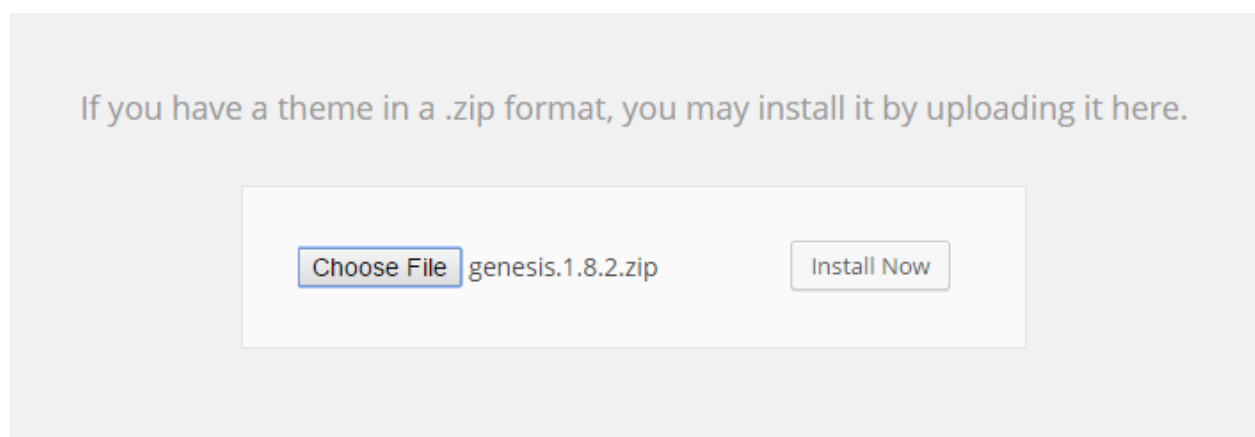 If you have a theme in a .zip format, you may install it by uploading it here.
Choose File genesis.1.8.2.zip Install Now